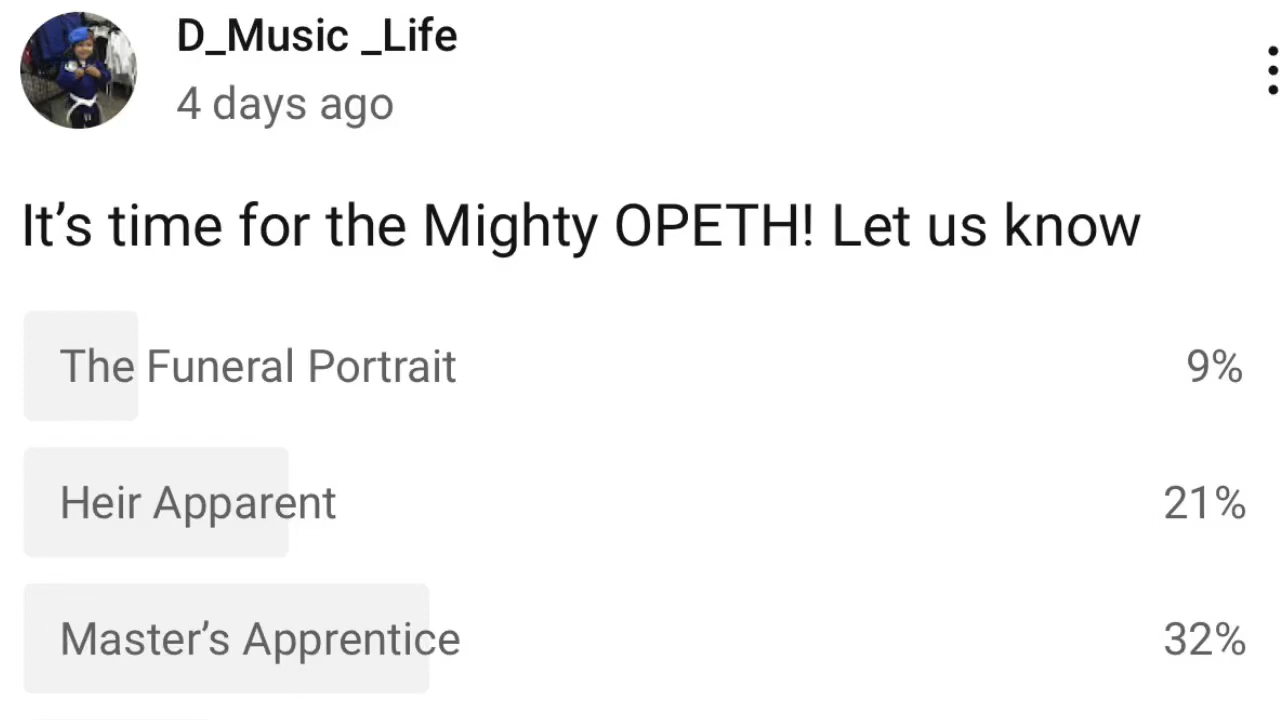 D_Music _Life
4 days ago
It’s time for the Mighty OPETH! Let us know
The Funeral Portrait 9%
Heir Apparent 21%
Master’s Apprentice 32%